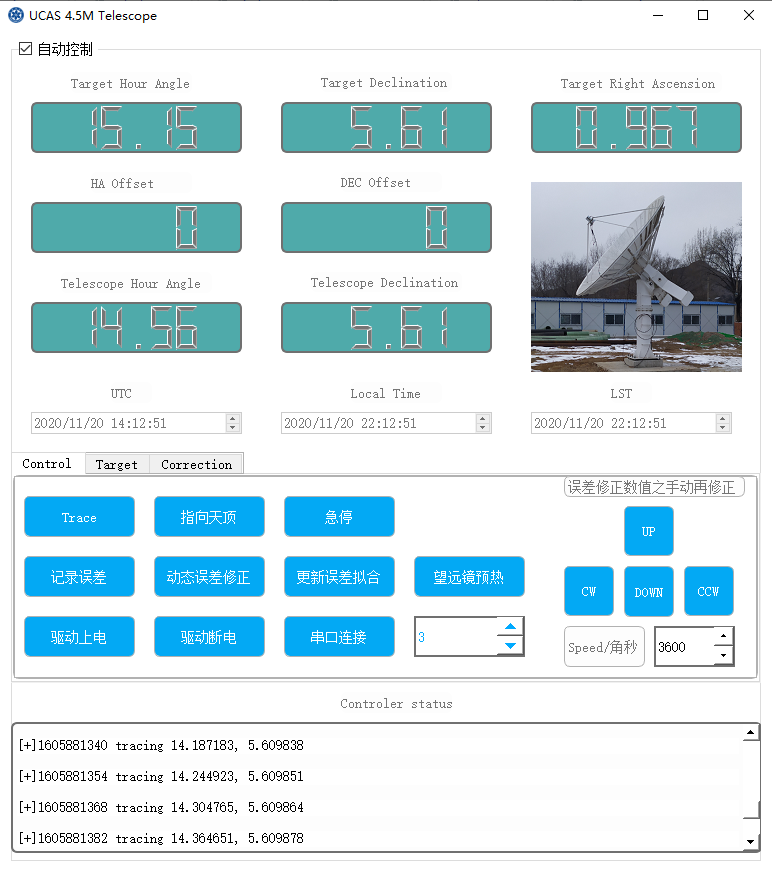 UCAS 4.5M Telescope
自动控制
Target Hour Angle
Target Declination
Target Right Ascension
15.15
5.61
0.967
HA Offset
DEC Offset
0
0
Telescope Hour Angle
Telescope Declination
14.56
5.61
UTC
Local Time
LST
2020/11/20 14:12:51
2020/11/20 22:12:51
2020/11/20 22:12:51
Control
Target
Correction
误差修正数值之手动再修正
Trace
指向天顶
急停
UP
记录误差
动态误差修正
更新误差拟合
望远镜预热
CW
DOWN
CCW
驱动上电
驱动断电
串口连接
3
Speed/角秒
3600
Controler status
[+]1605881340 tracing 14.187183, 5.609838
[+]1605881354 tracing 14.244923, 5.609851
[+]1605881368 tracing 14.304765, 5.609864
[+]1605881382 tracing 14.364651, 5.609878